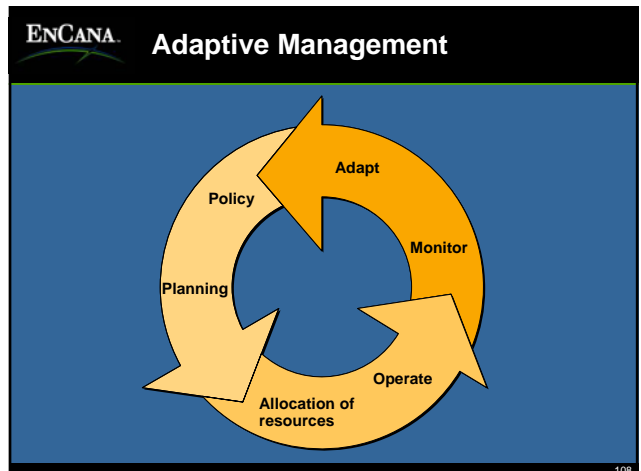 ENCANA.
Adaptive Management
Adapt
Policy
Monitor
Planning
Operate
Allocation of
resources
108